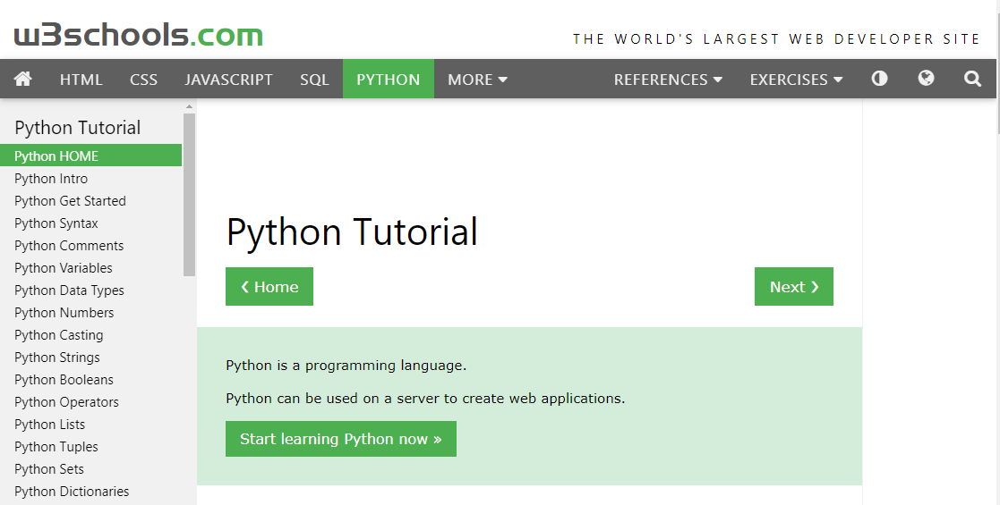 w3schools.com
THE WORLD'S LARGEST WEB DEVELOPER SITE
HTML CSS JAVASCRIPT SQL PYTHON MORE REFERENCES EXERCISES
Python Tutorial
Python HOME
Python Intro
Python Get Started
Python Syntax
Python Comments
Python Variables
Python Data Types
Python Numbers
Python Casting
Python Strings
Python Booleans
Python Operators
Python Lists
Python Tuples
Python Sets
Python Dictionaries
Python Tutorial
❮ Home
Next ❯
Python is a programming language.
Python can be used on a server to create web applications.
Start learning Python now »